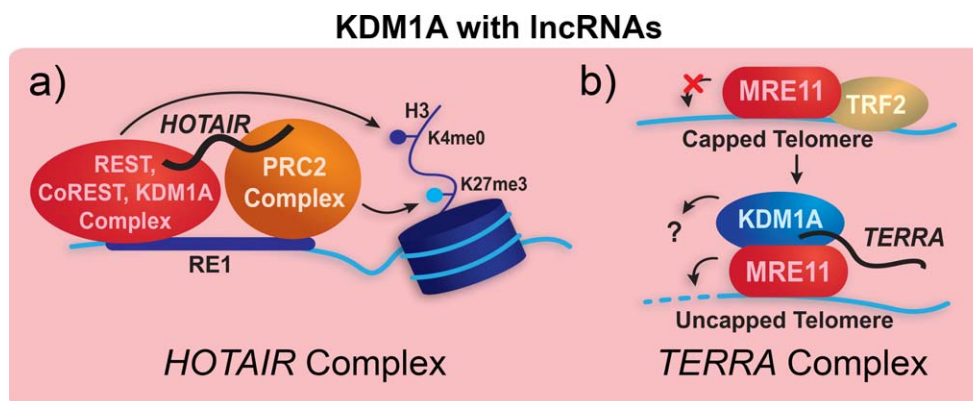 KDM1A with lncRNAs
a)
HOTAIR
REST,
CoREST, KDM1A
Complex
PRC2
Complex
RE1
H3
K4me0
K27me3
HOTAIR Complex
b)
MRE11
TRF2
Capped Telomere
KDM1A
?
TERRA
MRE11
Uncapped Telomere
TERRA Complex